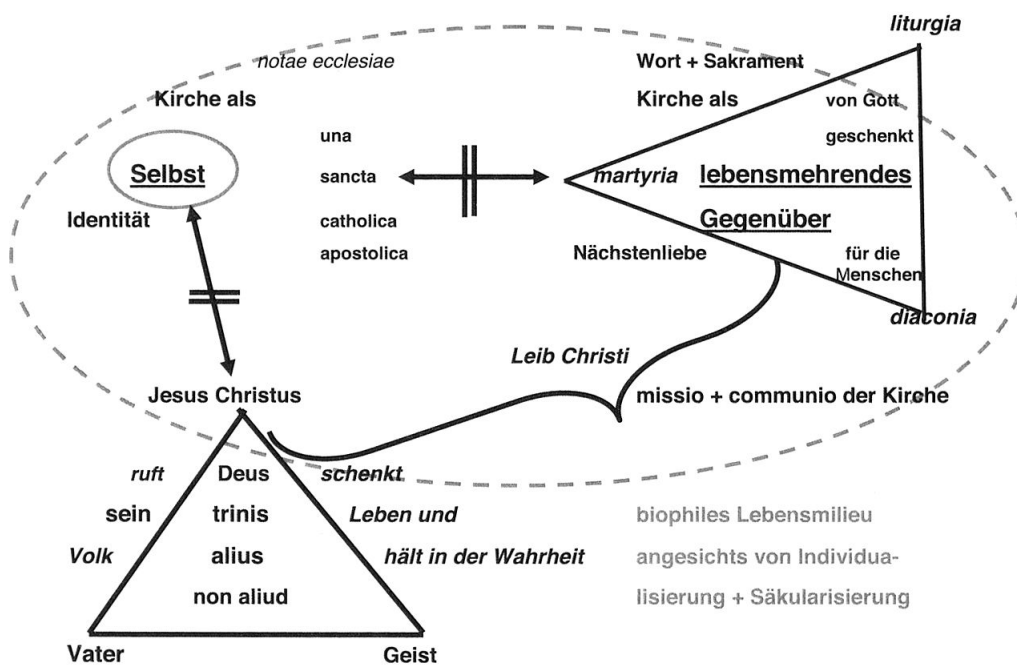 liturgia
notae ecclesiae
Wort + Sakrament
Kirche als
Kirche als
von Gott
una
geschenkt
Selbst
sancta
martyria
lebensmehrendes
Identität
catholica
Gegenüber
apostolica
Nächstenliebe
für die
Menschen
diaconia
Leib Christi
Jesus Christus
missio + communio der Kirche
ruft
Deus
schenkt
sein
trinis
Leben und
biophiles Lebensmilieu
Volk
alius
hält in der Wahrheit
angesichts von Individua-
non aliud
lisierung + Säkularisierung
Vater
Geist